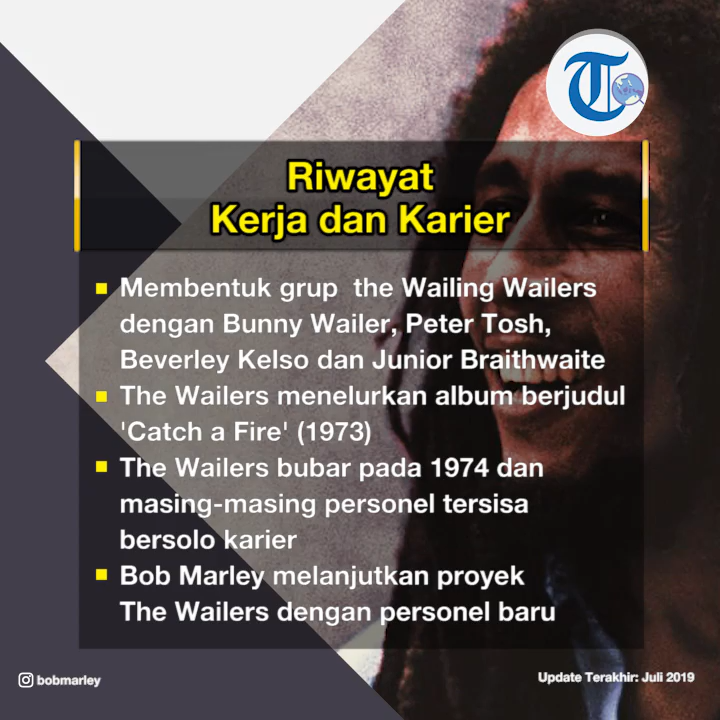 T
Riwayat
Kerja dan Karier
Membentuk grup the Wailing Wailers
dengan Bunny Wailer, Peter Tosh,
Beverley Kelso dan Junior Braithwaite
The Wailers menelurkan album berjudul
'Catch a Fire' (1973)
The Wailers bubar pada 1974 dan
masing-masing personel tersisa
bersolo karier
Bob Marley melanjutkan proyek
The Wailers dengan personel baru
bobmarley
Update Terakhir: Juli 2019